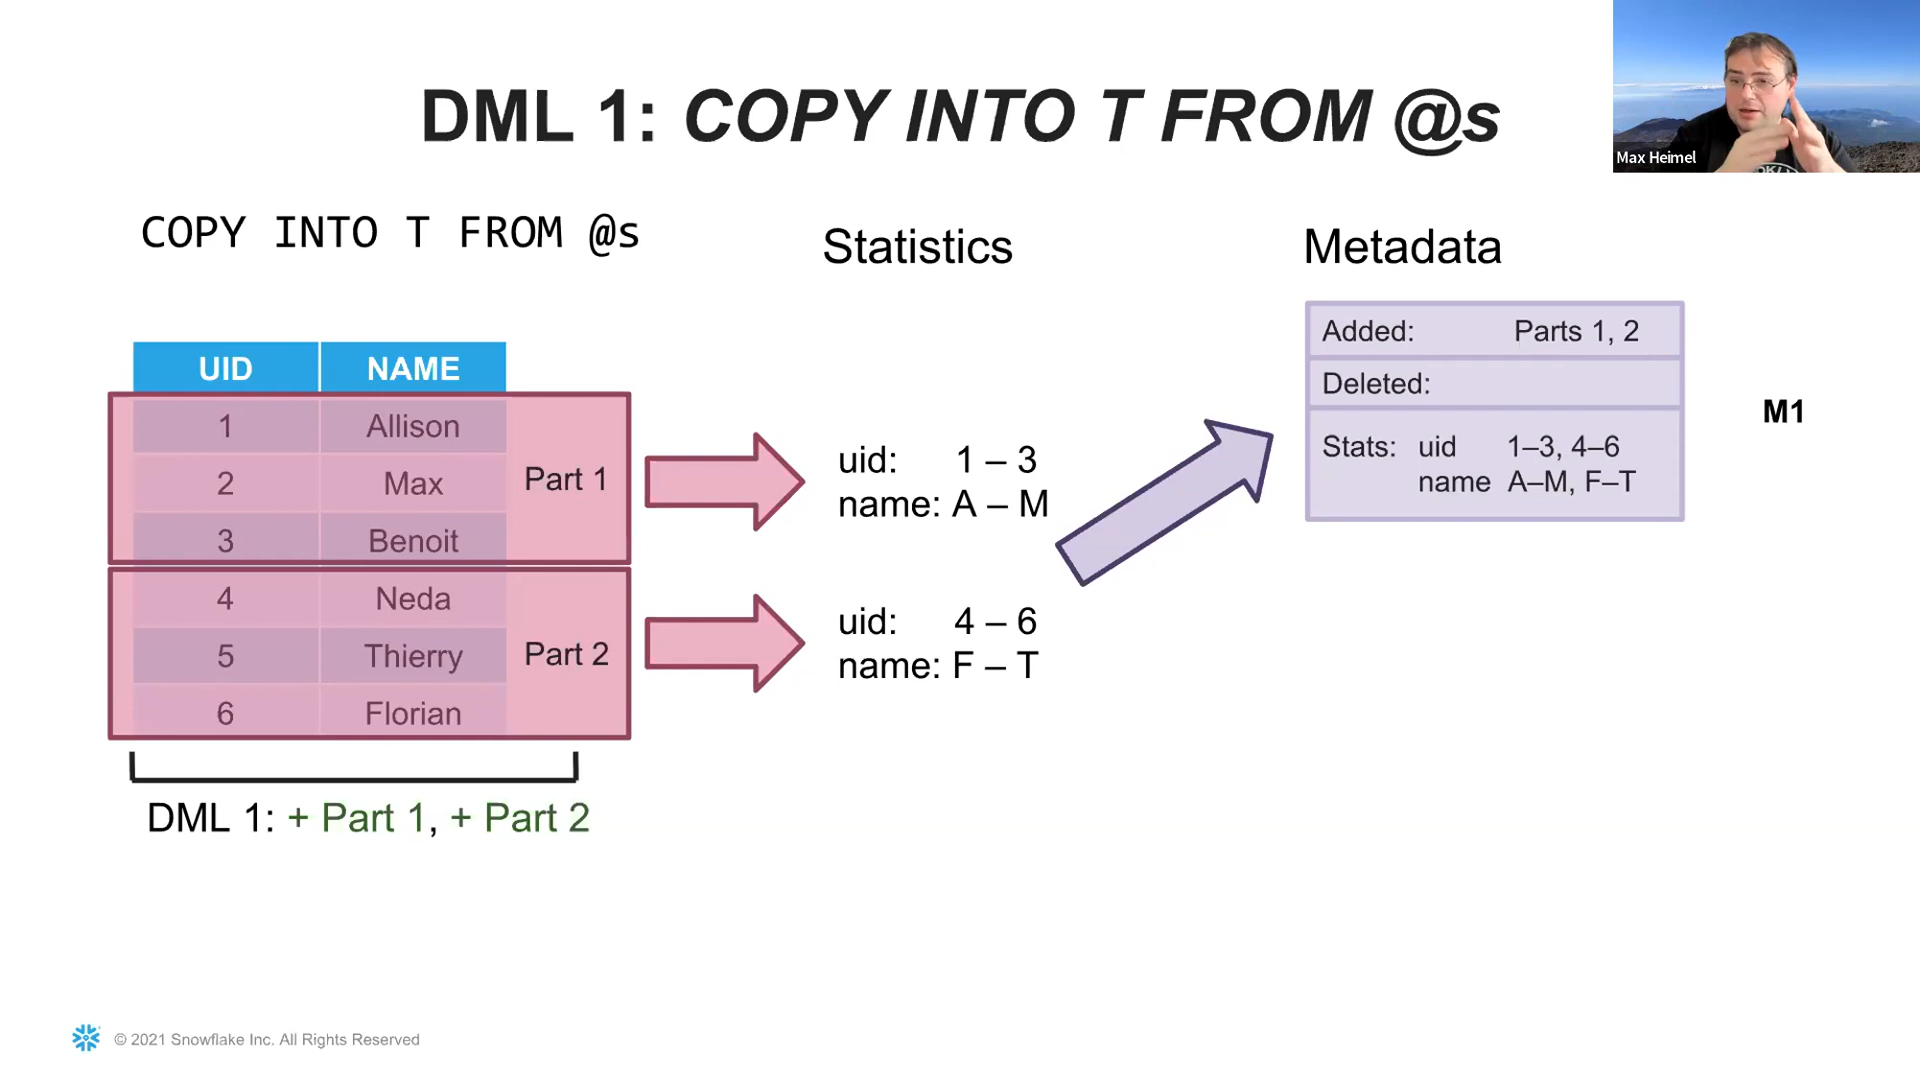 DML 1: COPY INTO T FROM @s
Max Heimel
COPY INTO T FROM @s
Statistics
Metadata
UID NAME
1 Allison
2 Max
3 Benoit
Part 1
4 Neda
5 Thierry
6 Florian
Part 2
DML 1: + Part 1, + Part 2
uid: 1 – 3
name: A – M
uid: 4 – 6
name: F – T
Added: Parts 1, 2
Deleted:
Stats: uid 1–3, 4–6
name A–M, F–T
M1
© 2021 Snowflake Inc. All Rights Reserved